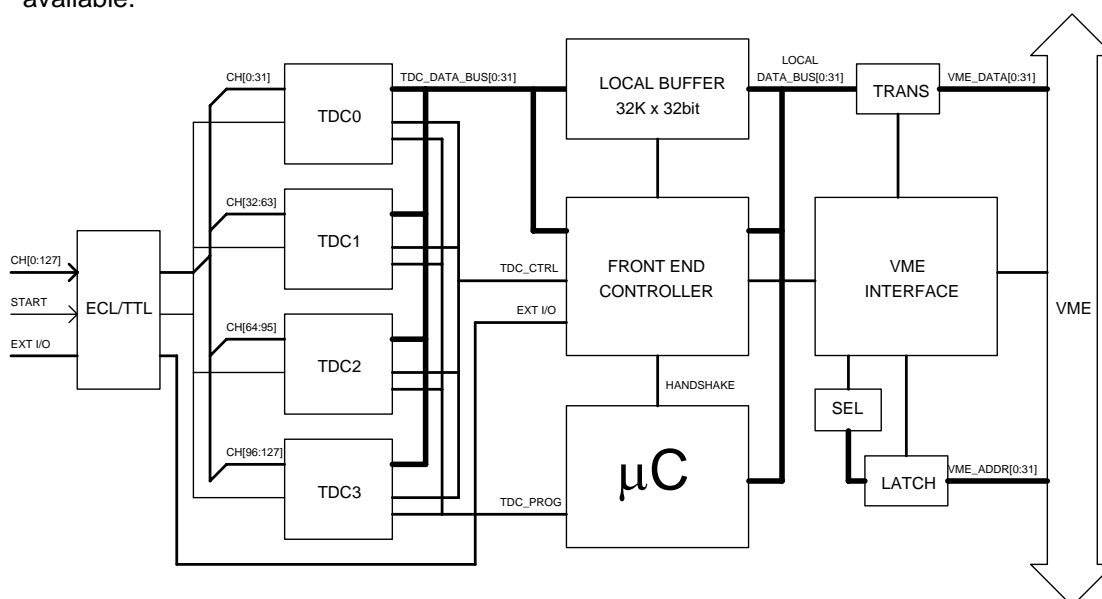 available.
CH[0:31]
TDC0
TDC_DATA_BUS[0:31]
LOCAL BUFFER
32K x 32bit
LOCAL
DATA_BUS[0:31]
TRANS
VME_DATA[0:31]
CH[32:63]
TDC1
CH[0:127]
START
EXT I/O
ECL/TTL
TDC_CTRL
EXT I/O
FRONT END
CONTROLLER
VME
INTERFACE
VME
CH[64:95]
TDC2
HANDSHAKE
SEL
CH[96:127]
TDC3
TDC_PROG
μC
LATCH
VME_ADDR[0:31]